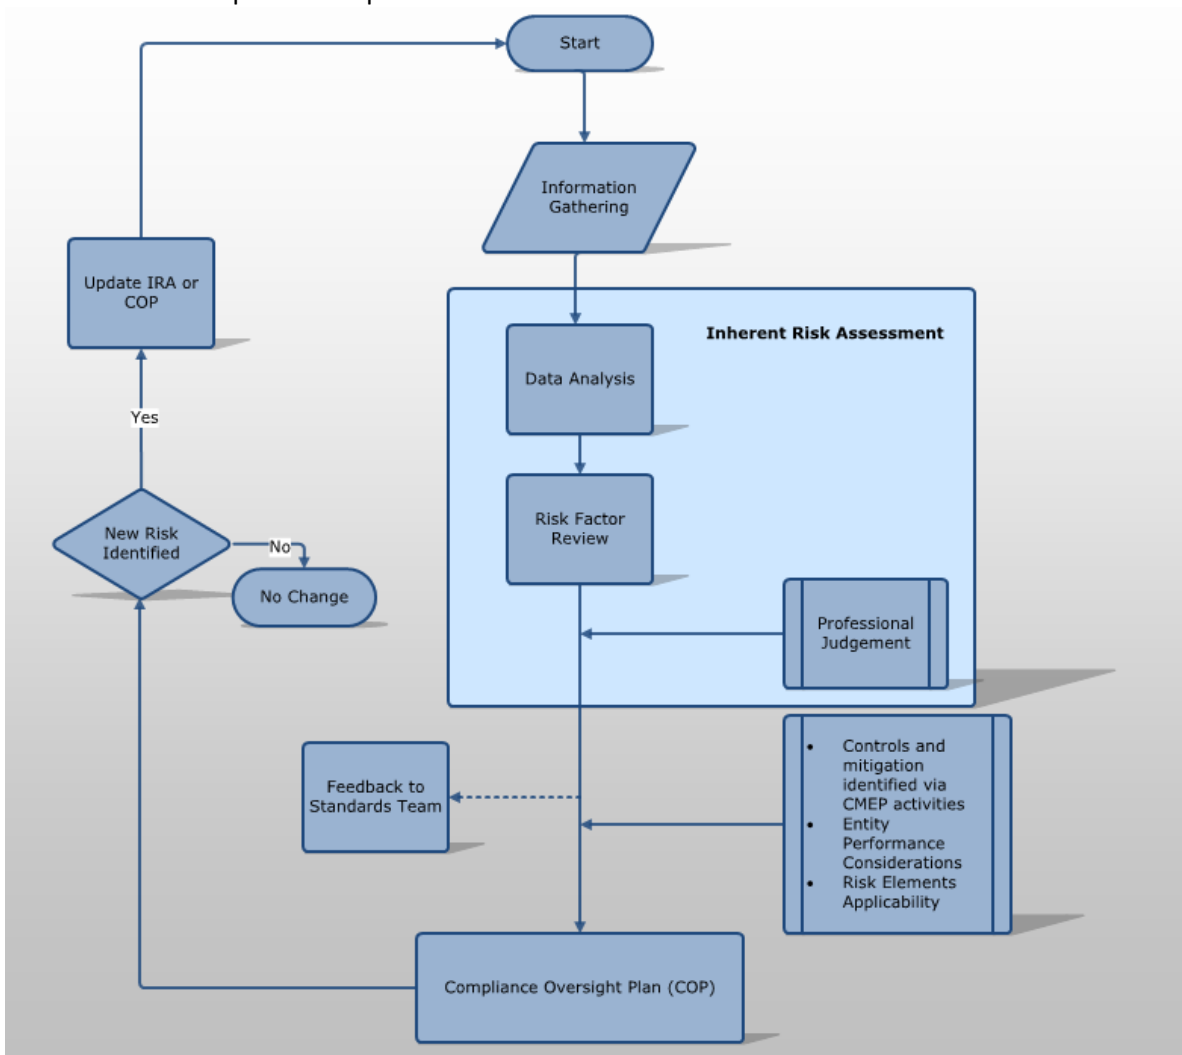 Start
Information
Gathering
Update IRA or
COP
Inherent Risk Assessment
Data Analysis
Yes
Risk Factor
Review
New Risk
Identified
No
No Change
Professional
Judgement
• Controls and
mitigation
identified via
CMEP activities
• Entity
Performance
Considerations
• Risk Elements
Applicability
Feedback to
Standards Team
Compliance Oversight Plan (COP)